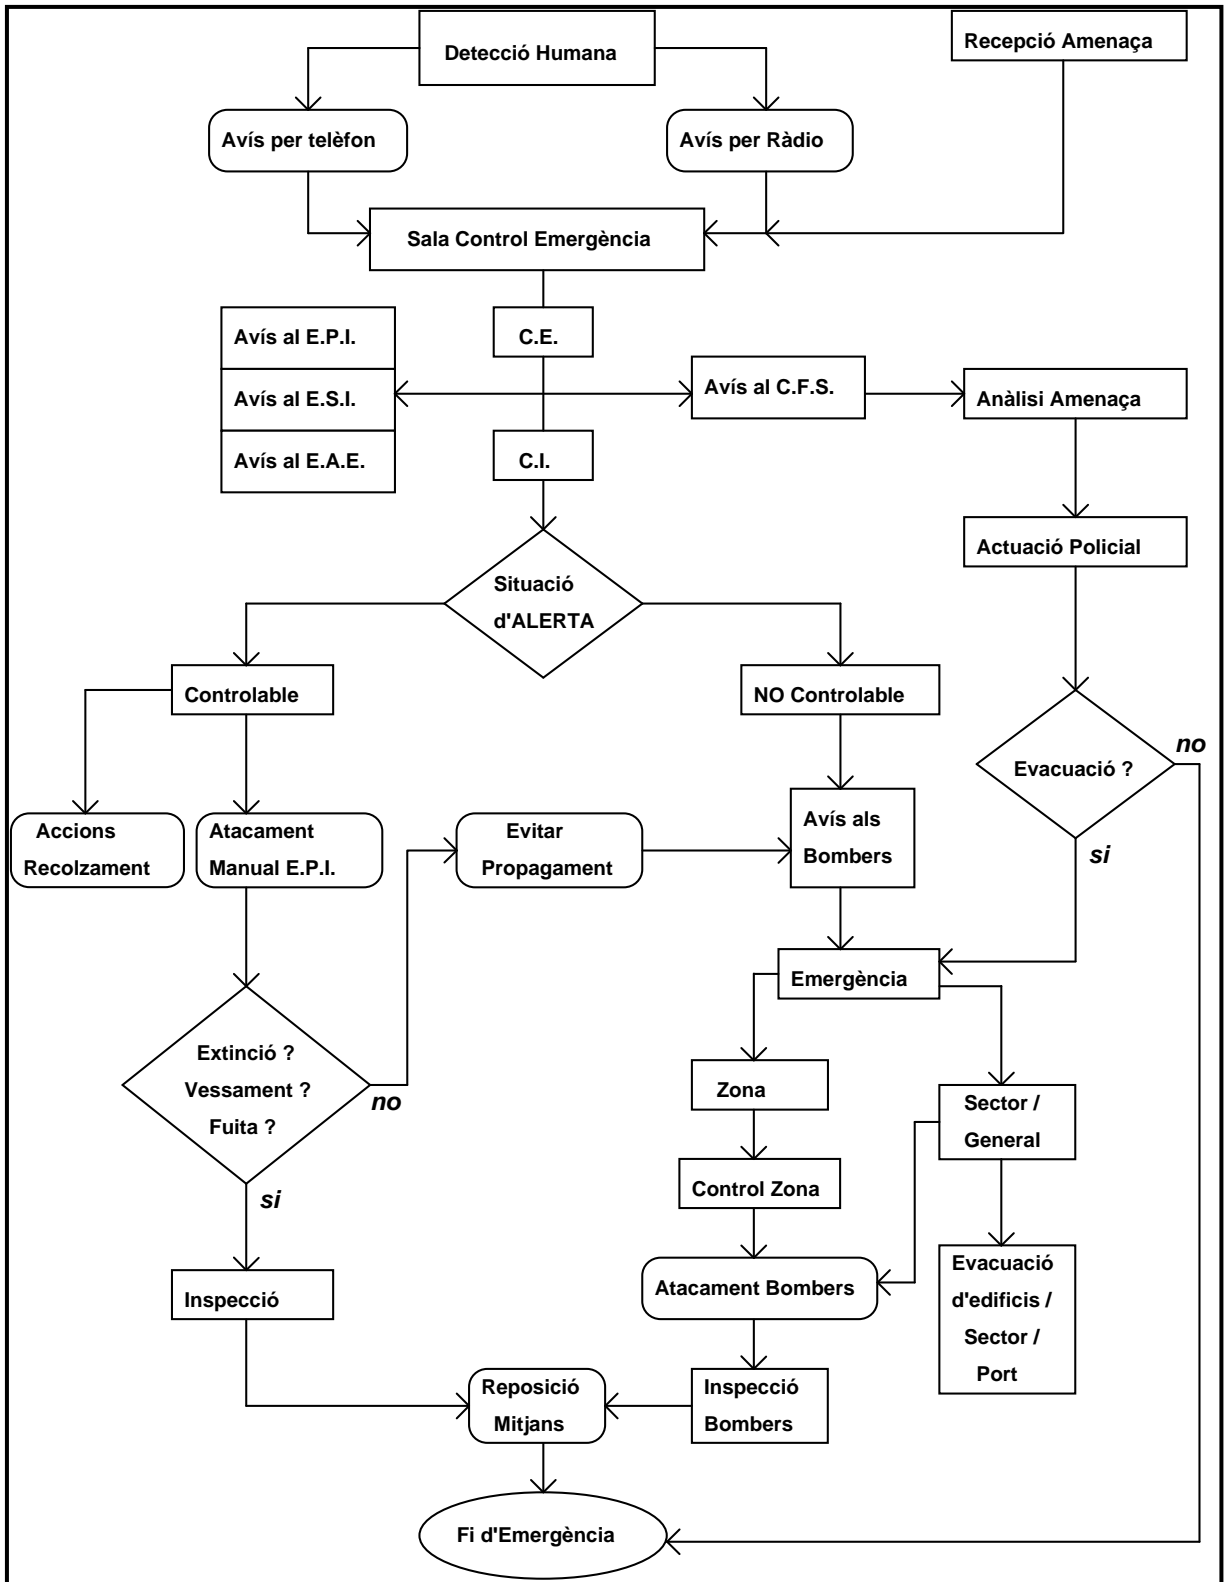 Detecció Humana
Recepció Amenaça
Avís per telèfon
Avís per Ràdio
Sala Control Emergència
Avís al E.P.I.
C.E.
Avís al E.S.I.
Avís al C.F.S.
Anàlisi Amenaça
Avís al E.A.E.
C.I.
Actuació Policial
Situació
d'ALERTA
Controlable
NO Controlable
Evacuació ?
no
si
Accions
Recolzament
Atacament
Manual E.P.I.
Evitar
Propagament
Avís als
Bombers
Emergència
Extinció ?
Vessament ?
Fuita ?
no
si
Zona
Sector /
General
Control Zona
Evacuació
d'edificis /
Sector /
Port
Atacament Bombers
Inspecció
Reposició
Mitjans
Inspecció
Bombers
Fi d'Emergència